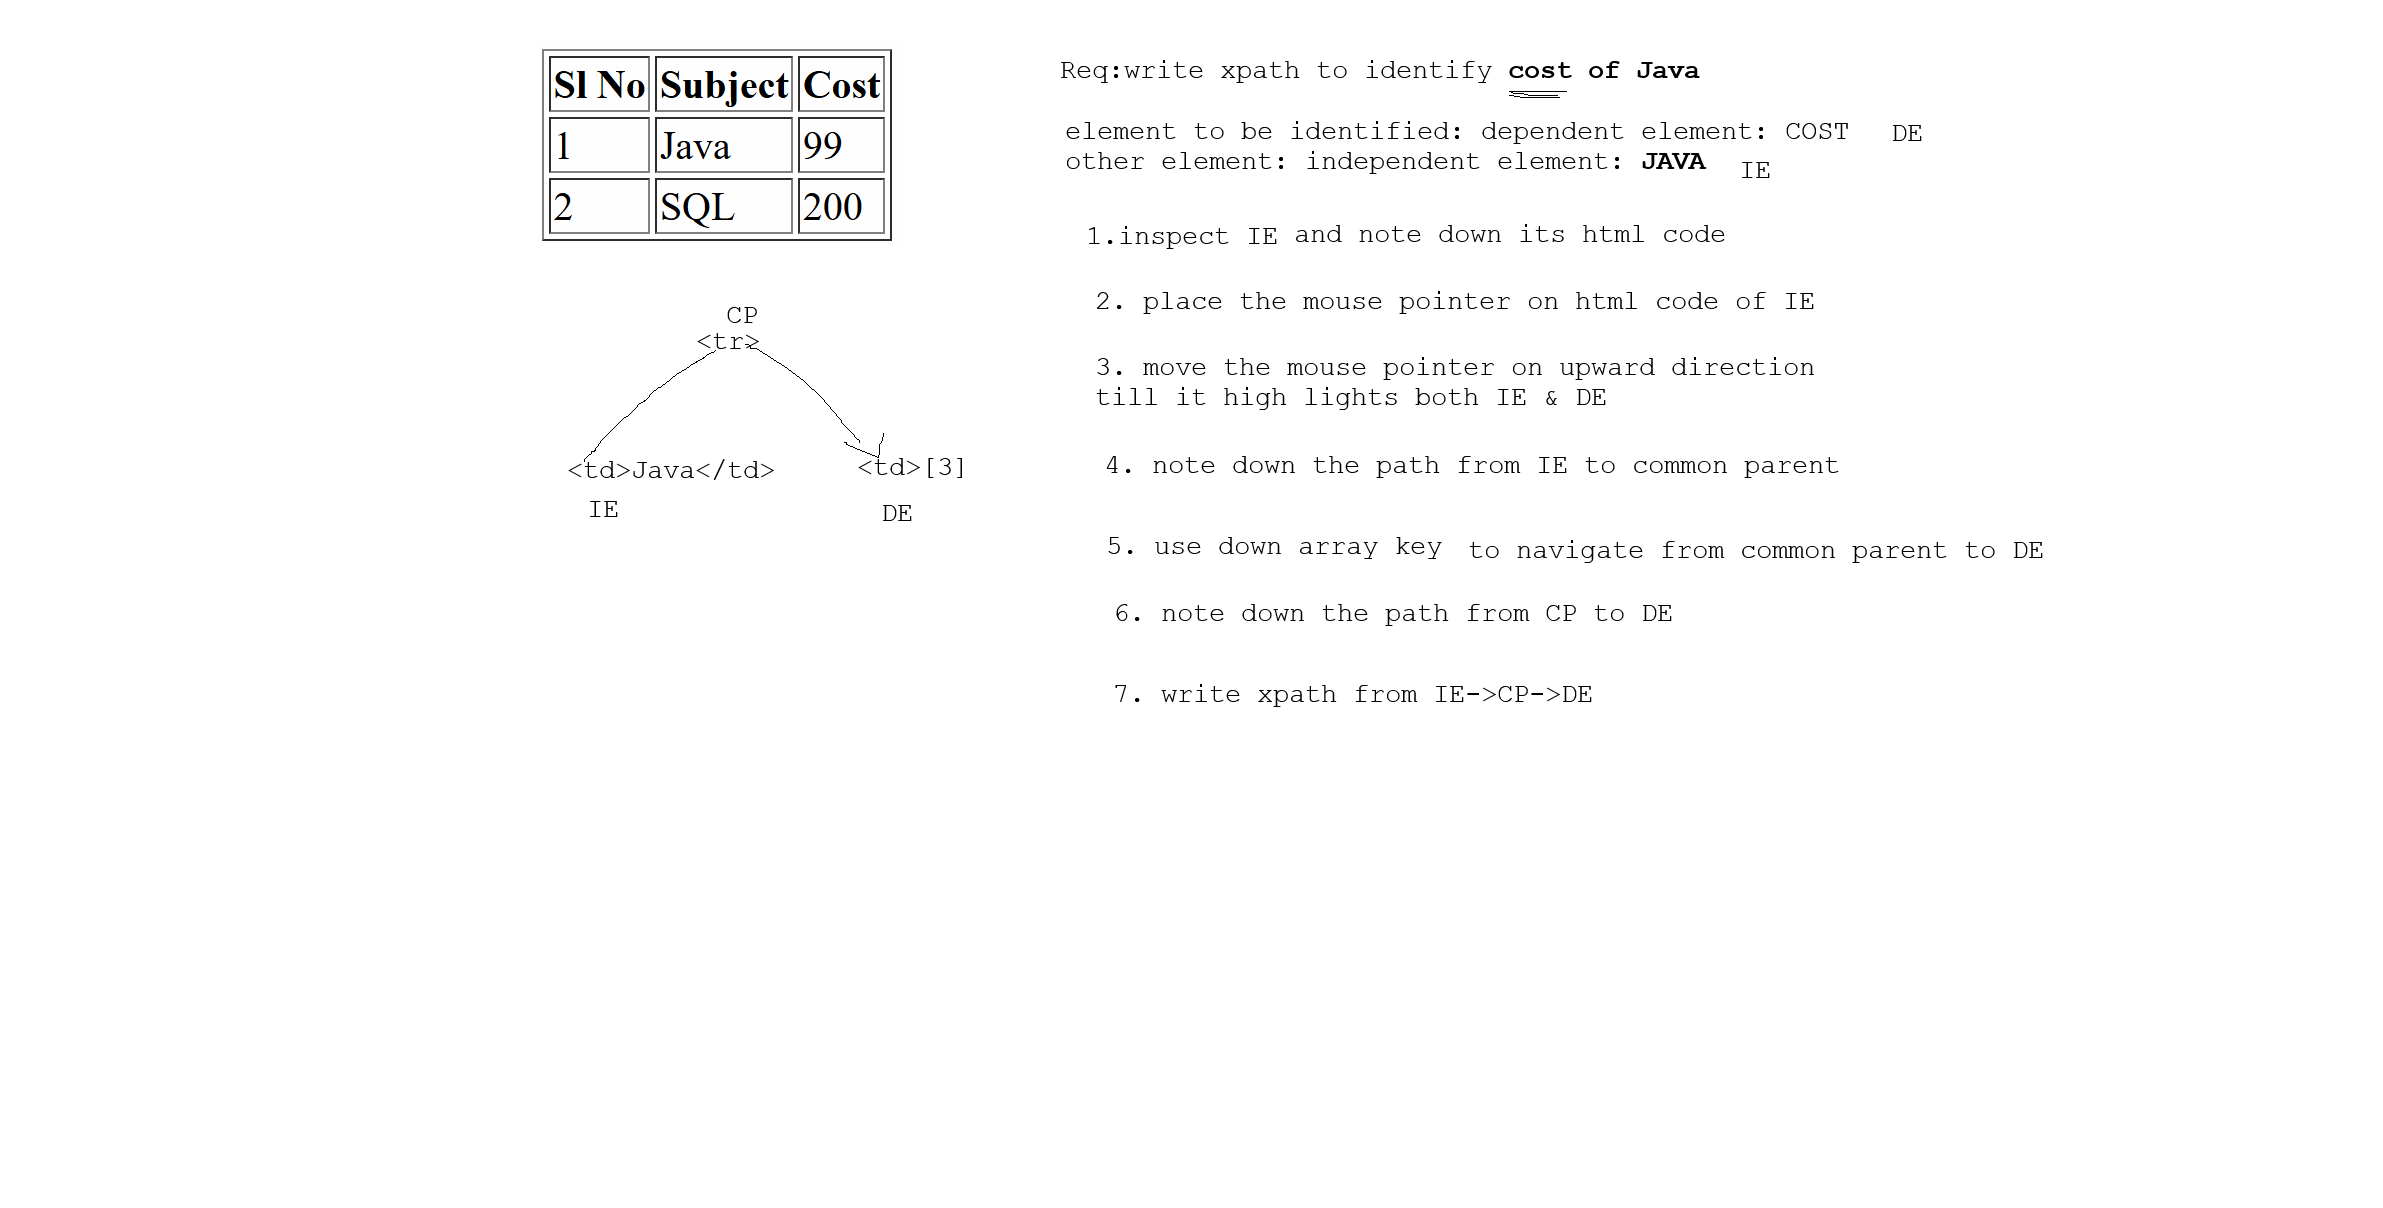 Sl No Subject Cost
1 Java 99
2 SQL 200
CP
<tr>
<td>Java</td> <td>[3]
IE DE
Req:write xpath to identify cost of Java
element to be identified: dependent element: COST DE
other element: independent element: JAVA IE
1.inspect IE and note down its html code
2. place the mouse pointer on html code of IE
3. move the mouse pointer on upward direction
till it high lights both IE & DE
4. note down the path from IE to common parent
5. use down array key to navigate from common parent to DE
6. note down the path from CP to DE
7. write xpath from IE->CP->DE